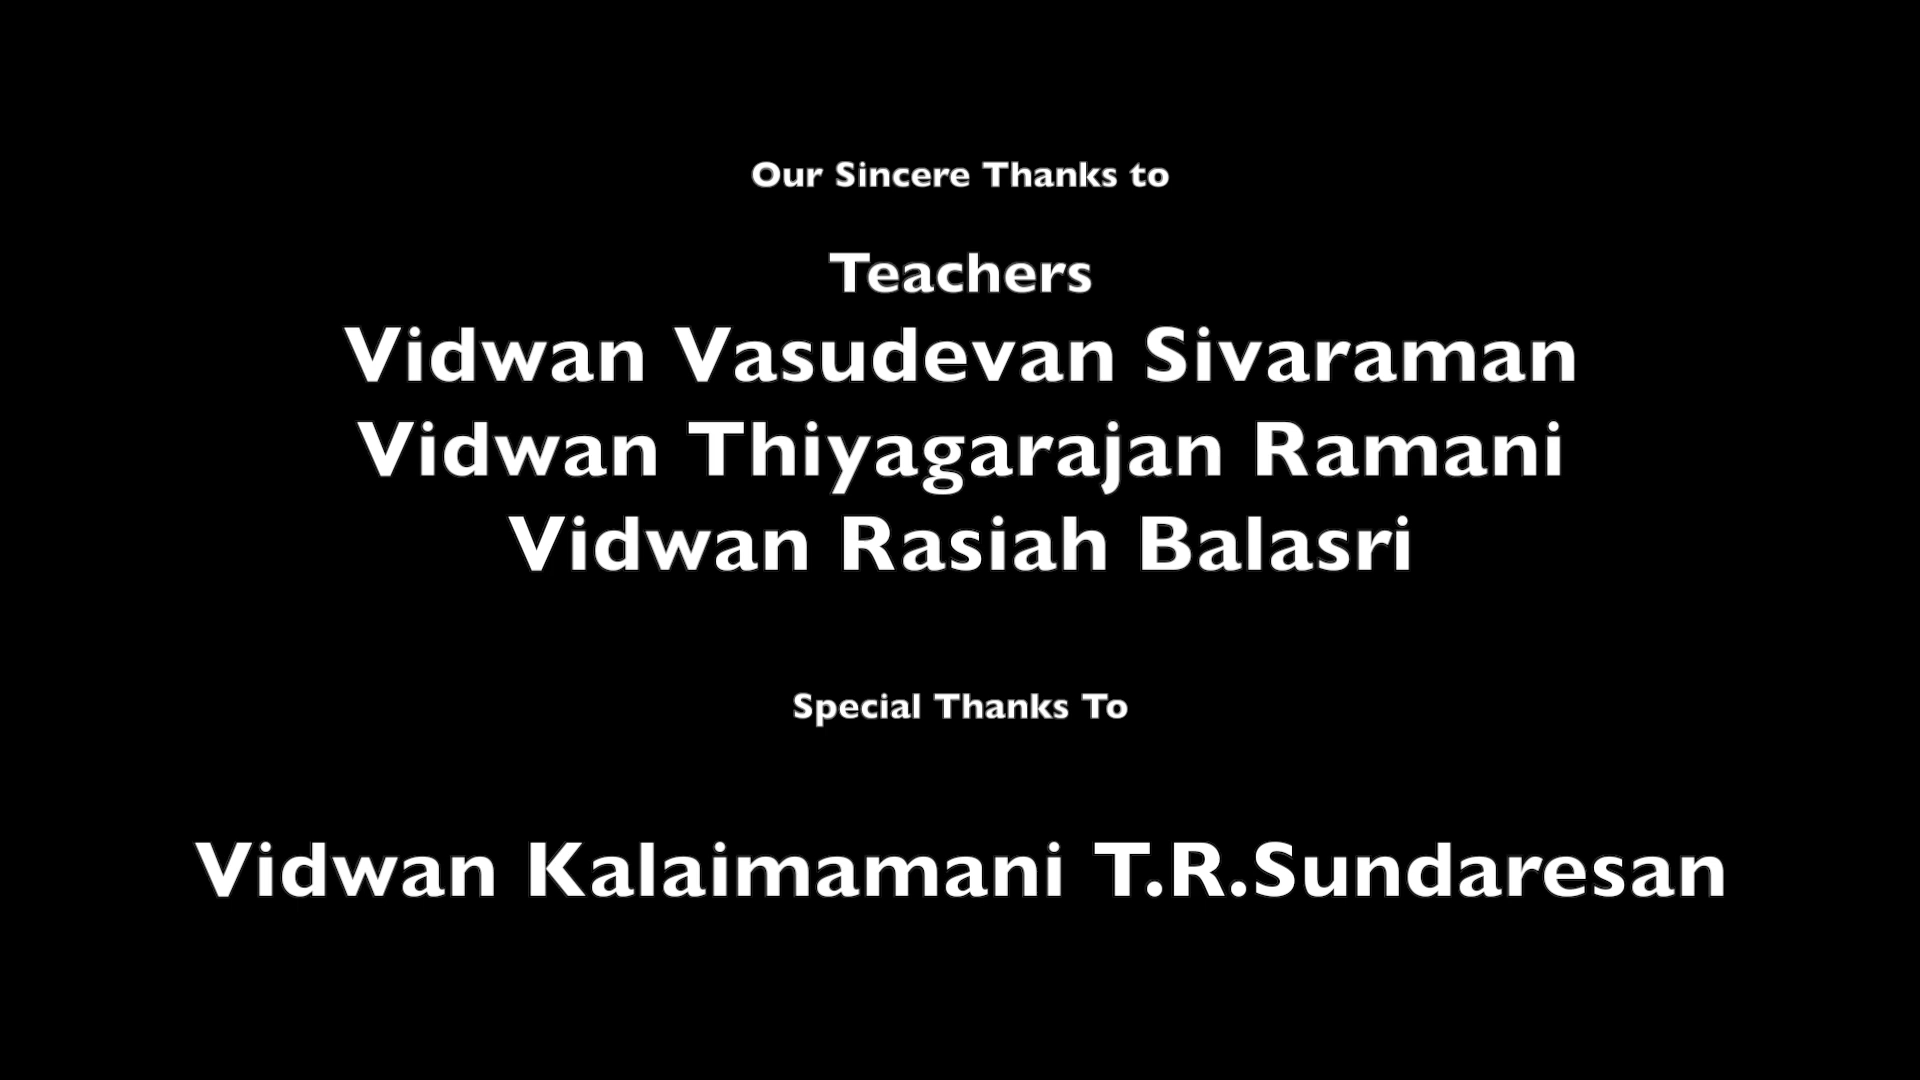 Our Sincere Thanks to
Teachers
Vidwan Vasudevan Sivaraman
Vidwan Thiyagarajan Ramani
Vidwan Rasiah Balasri
Special Thanks To
Vidwan Kalaimamani T.R.Sundaresan